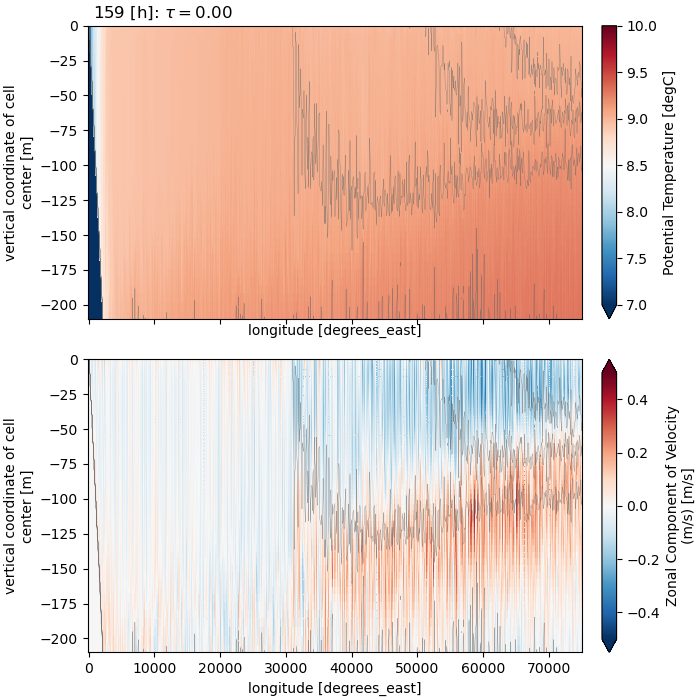 159 [h]: τ = 0.00
0
−25
−50
−75
−100
−125
−150
−175
−200
vertical coordinate of cell
center [m]
longitude [degrees_east]
10.0
9.5
9.0
8.5
8.0
7.5
7.0
Potential Temperature [degC]
0
−25
−50
−75
−100
−125
−150
−175
−200
vertical coordinate of cell
center [m]
0 10000 20000 30000 40000 50000 60000 70000
longitude [degrees_east]
0.4
0.2
0.0
−0.2
−0.4
Zonal Component of Velocity
(m/s) [m/s]